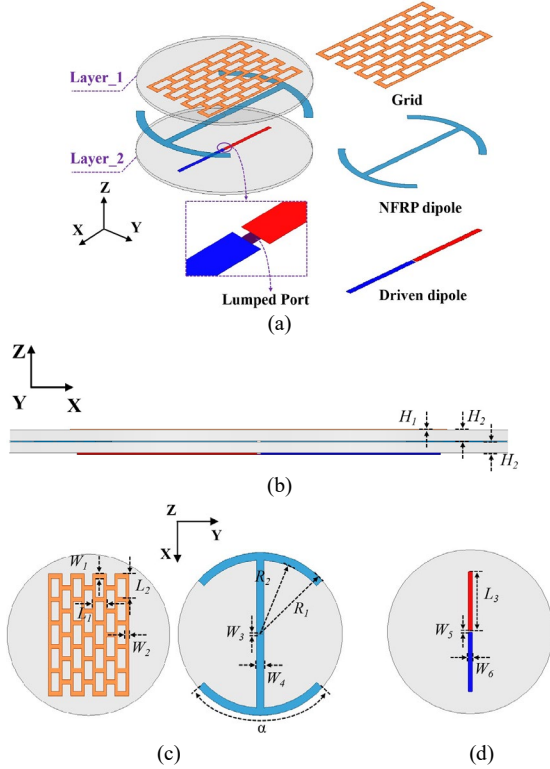 Layer_1
Layer_2
Grid
NFRP dipole
Driven dipole
Lumped Port
Z
X
Y
(a)
Z
Y
X
H1
H2
H2
(b)
Z
Y
X
W1
L1
L2
W2
R2
R1
W3
W4
α
L3
W5
W6
(c)
(d)